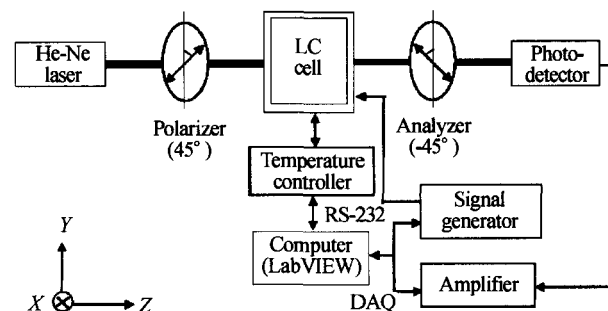 He-Ne
laser
Polarizer
(45°)
LC
cell
Analyzer
(-45°)
Photo-
detector
Temperature
controller
RS-232
Computer
(LabVIEW)
Signal
generator
Amplifier
DAQ
Y
X
Z